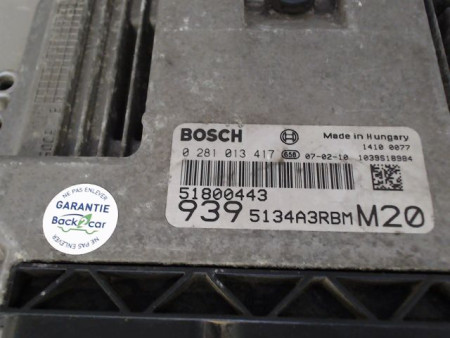 BOSCH
Made in Hungary
1410 0077
0 281 013 417 07-02-10 1039S18984
51800443
939 5134A3RBM M20
NE PAS ENLEVER
GARANTIE
Back2car
NE PAS ENLEVER